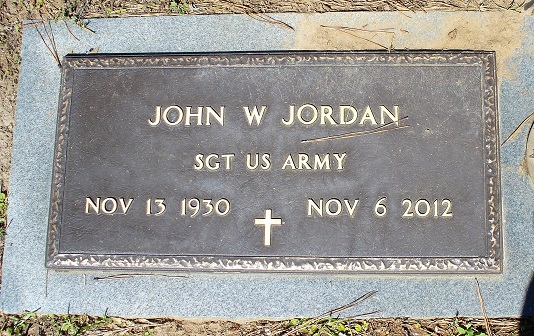 JOHN W JORDAN
SGT US ARMY
NOV 13 1930 NOV 6 2012